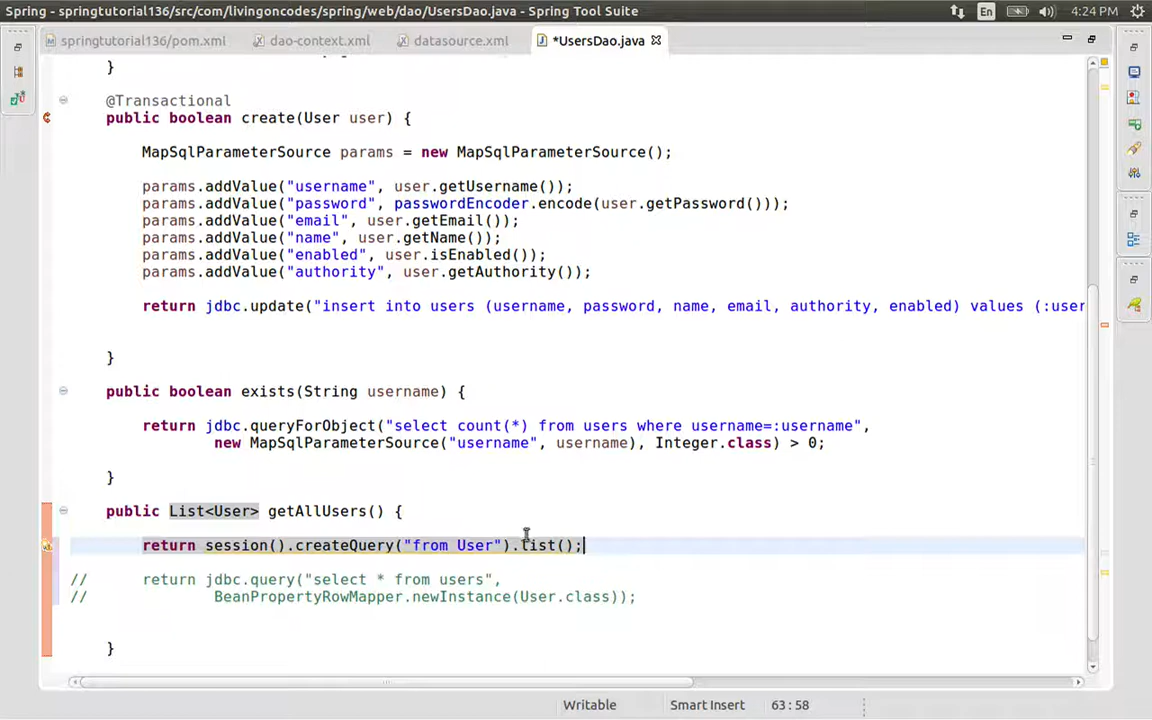 Spring - springtutorial136/src/com/livingoncodes/spring/web/dao/UsersDao.java - Spring Tool Suite
En
4:24 PM
springtutorial136/pom.xml
dao-context.xml
datasource.xml
*UsersDao.java
}
@Transactional
public boolean create(User user) {
MapSqlParameterSource params = new MapSqlParameterSource();
params.addValue("username", user.getUsername());
params.addValue("password", passwordEncoder.encode(user.getPassword()));
params.addValue("email", user.getEmail());
params.addValue("name", user.getName());
params.addValue("enabled", user.isEnabled());
params.addValue("authority", user.getAuthority());
return jdbc.update("insert into users (username, password, name, email, authority, enabled) values (:user
}
public boolean exists(String username) {
return jdbc.queryForObject("select count(*) from users where username=:username",
new MapSqlParameterSource("username", username), Integer.class) > 0;
}
public List<User> getAllUsers() {
return session().createQuery("from User").list();
// return jdbc.query("select * from users",
// BeanPropertyRowMapper.newInstance(User.class));
}
Writable
Smart Insert
63 : 58